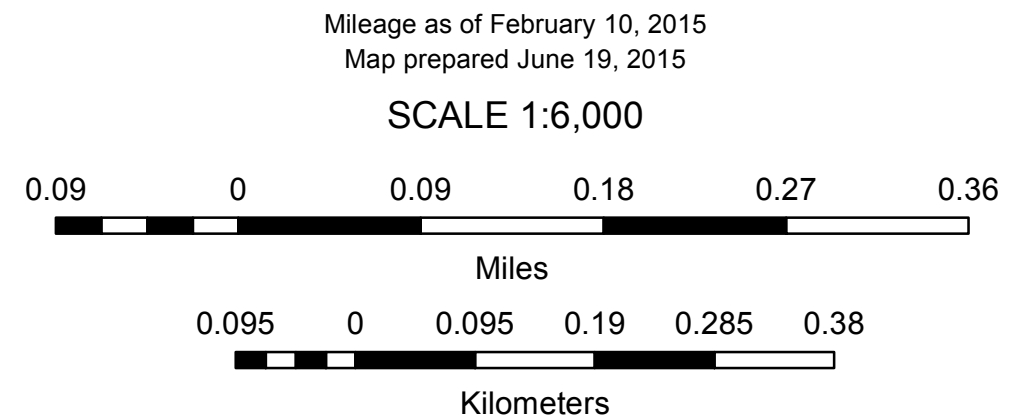 Mileage as of February 10, 2015
Map prepared June 19, 2015
SCALE 1:6,000
0.09 0 0.09 0.18 0.27 0.36
Miles
0.095 0 0.095 0.19 0.285 0.38
Kilometers